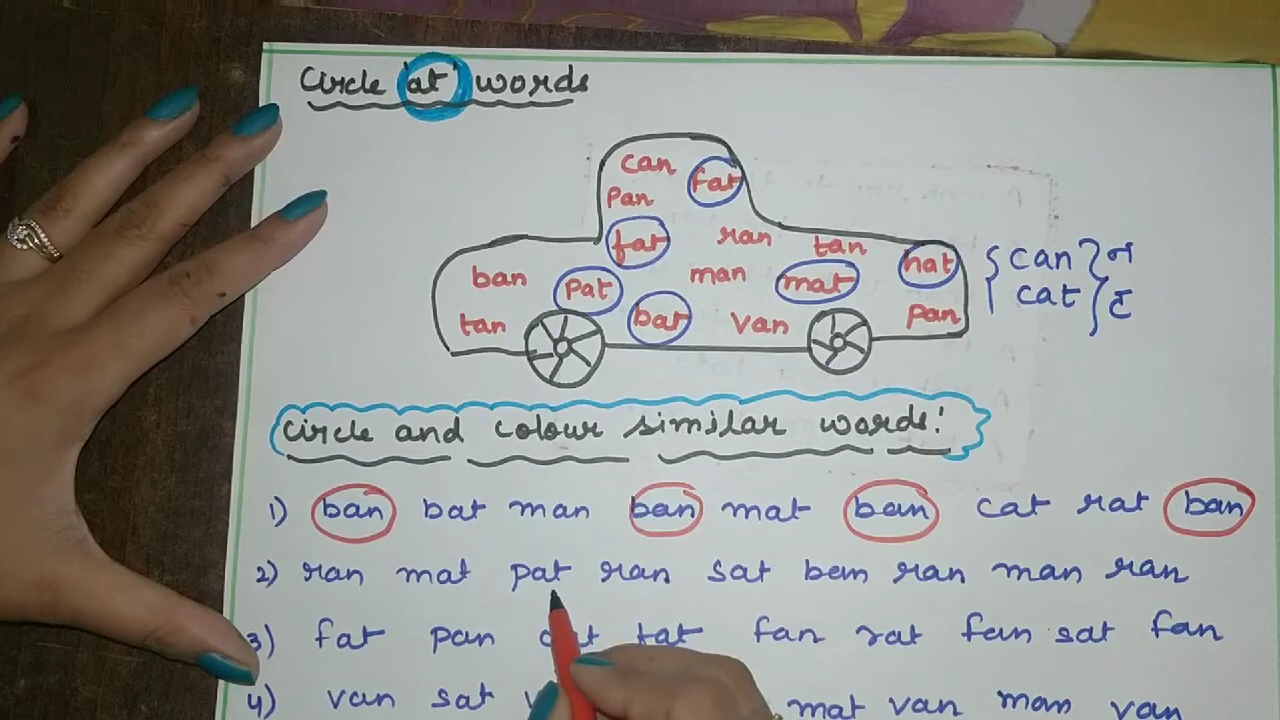 Circle 'at' words
can fat
Pan
fat ran tan hat
ban Pat man mat
tan bat van pan
can न
cat ट
Circle and colour similar words:
1) ban bat man ban mat ban cat rat ban
2) ran mat pat ran sat ban ran man ran
3) fat pan tat fan rat fan sat fan
4) van sat mat van man van